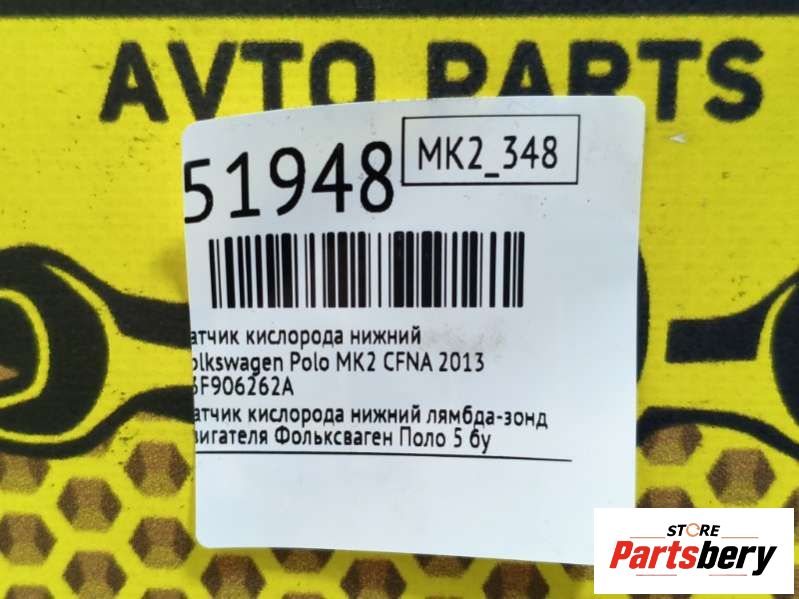 AVTO PARTS
51948
MK2_348
атчик кислорода нижний
olkswagen Polo MK2 CFNA 2013
3F906262A
атчик кислорода нижний лямбда-зонд
вигателя Фольксваген Поло 5 бу
STORE
Partsbery